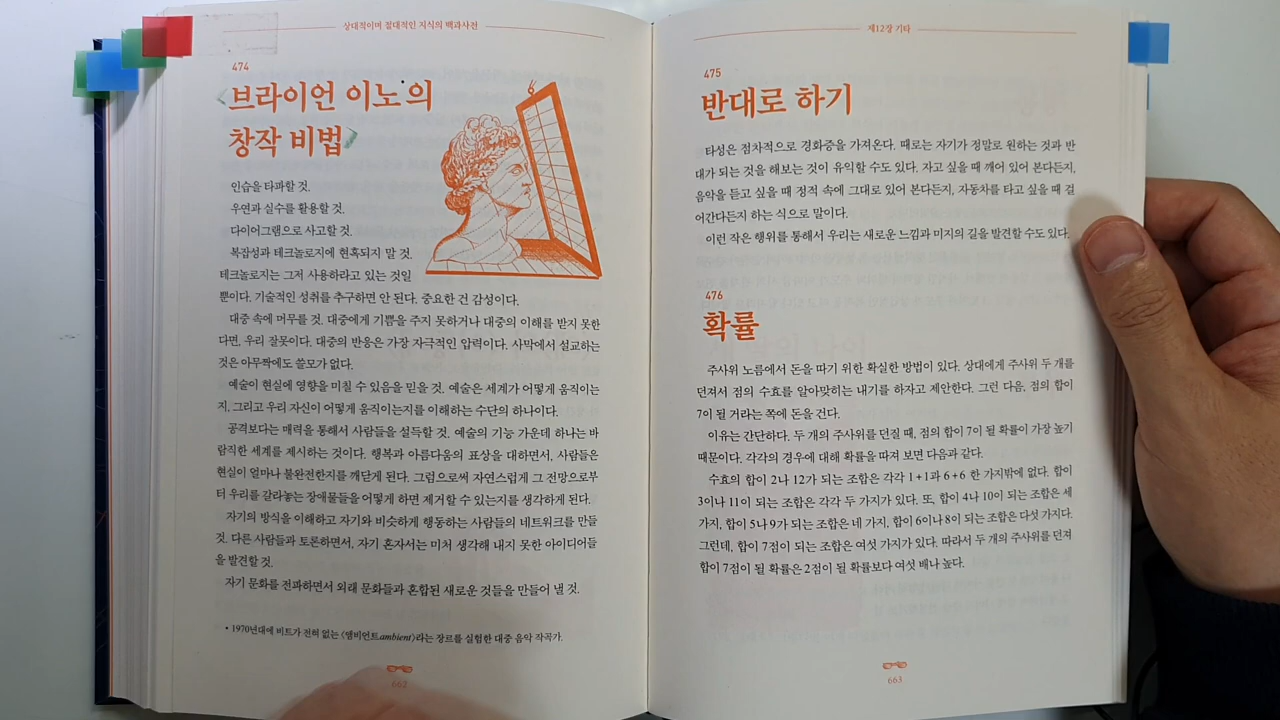 상대적이며 절대적인 지식의 백과사전
474
브라이언 이노*의
창작 비법
인습을 타파할 것.
우연과 실수를 활용할 것.
다이어그램으로 사고할 것.
복잡성과 테크놀로지에 현혹되지 말 것.
테크놀로지는 그저 사용하라고 있는 것일
뿐이다. 기술적인 성취를 추구하면 안 된다. 중요한 건 감성이다.
대중 속에 머무를 것. 대중에게 기쁨을 주지 못하거나 대중의 이해를 받지 못한
다면, 우리 잘못이다. 대중의 반응은 가장 자극적인 압력이다. 사막에서 설교하는
것은 아무짝에도 쓸모가 없다.
예술이 현실에 영향을 미칠 수 있음을 믿을 것. 예술은 세계가 어떻게 움직이는
지, 그리고 우리 자신이 어떻게 움직이는지를 이해하는 수단의 하나이다.
공격보다는 매력을 통해서 사람들을 설득할 것. 예술의 기능 가운데 하나는 바
람직한 세계를 제시하는 것이다. 행복과 아름다움의 표상을 대하면서, 사람들은
현실이 얼마나 불완전한지를 깨닫게 된다. 그럼으로써 자연스럽게 그 전망으로부
터 우리를 갈라놓는 장애물들을 어떻게 하면 제거할 수 있는지를 생각하게 된다.
자기의 방식을 이해하고 자기와 비슷하게 행동하는 사람들의 네트워크를 만들
것. 다른 사람들과 토론하면서, 자기 혼자서는 미처 생각해 내지 못한 아이디어들
을 발견할 것.
자기 문화를 전파하면서 외래 문화들과 혼합된 새로운 것들을 만들어 낼 것.
* 1970년대에 비트가 전혀 없는 〈앰비언트ambient〉라는 장르를 실험한 대중 음악 작곡가.
제12장 기타
475
반대로 하기
타성은 점차적으로 경화증을 가져온다. 때로는 자기가 정말로 원하는 것과 반
대가 되는 것을 해보는 것이 유익할 수도 있다. 자고 싶을 때 깨어 있어 본다든지,
음악을 듣고 싶을 때 정적 속에 그대로 있어 본다든지, 자동차를 타고 싶을 때 걸
어간다든지 하는 식으로 말이다.
이런 작은 행위를 통해서 우리는 새로운 느낌과 미지의 길을 발견할 수도 있다.
476
확률
주사위 노름에서 돈을 따기 위한 확실한 방법이 있다. 상대에게 주사위 두 개를
던져서 점의 수효를 알아맞히는 내기를 하자고 제안한다. 그런 다음, 점의 합이
7이 될 거라는 쪽에 돈을 건다.
이유는 간단하다. 두 개의 주사위를 던질 때, 점의 합이 7이 될 확률이 가장 높기
때문이다. 각각의 경우에 대해 확률을 따져 보면 다음과 같다.
수효의 합이 2나 12가 되는 조합은 각각 1+1과 6+6 한 가지밖에 없다. 합이
3이나 11이 되는 조합은 각각 두 가지가 있다. 또, 합이 4나 10이 되는 조합은 세
가지, 합이 5나 9가 되는 조합은 네 가지, 합이 6이나 8이 되는 조합은 다섯 가지다.
그런데, 합이 7점이 되는 조합은 여섯 가지가 있다. 따라서 두 개의 주사위를 던져
합이 7점이 될 확률은 2점이 될 확률보다 여섯 배나 높다.
663